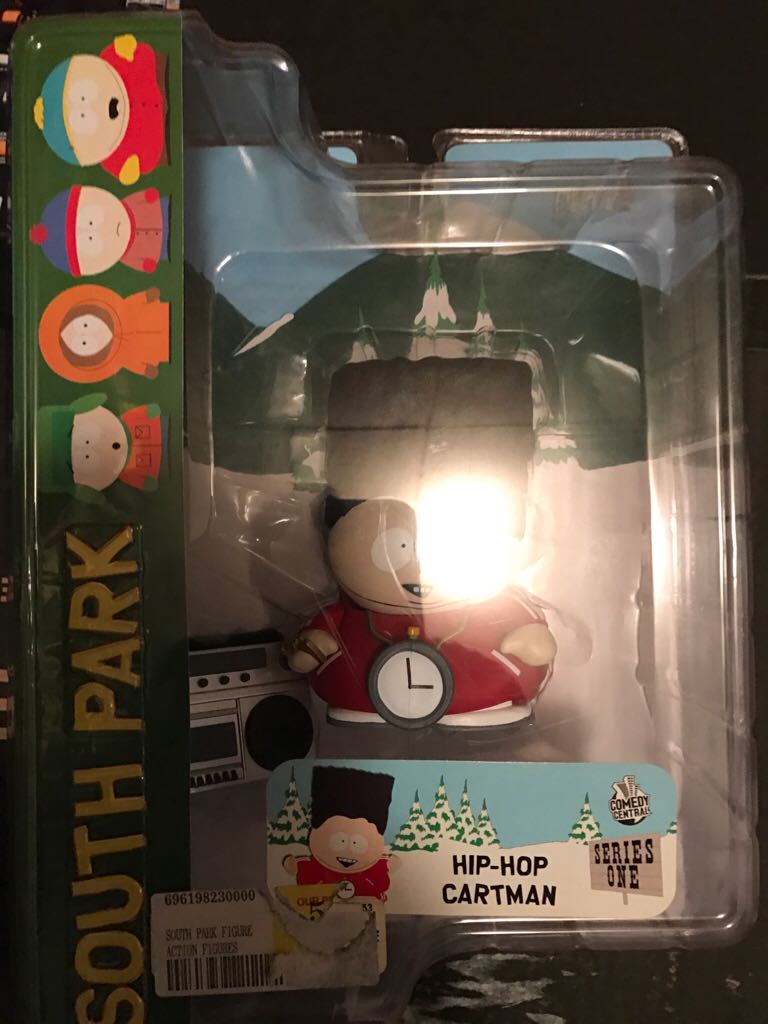 SOUTH PARK
COMEDY
CENTRAL
SERIES
ONE
HIP-HOP
CARTMAN
696198230000
SOUTH PARK FIGURE
ACTION FIGURES